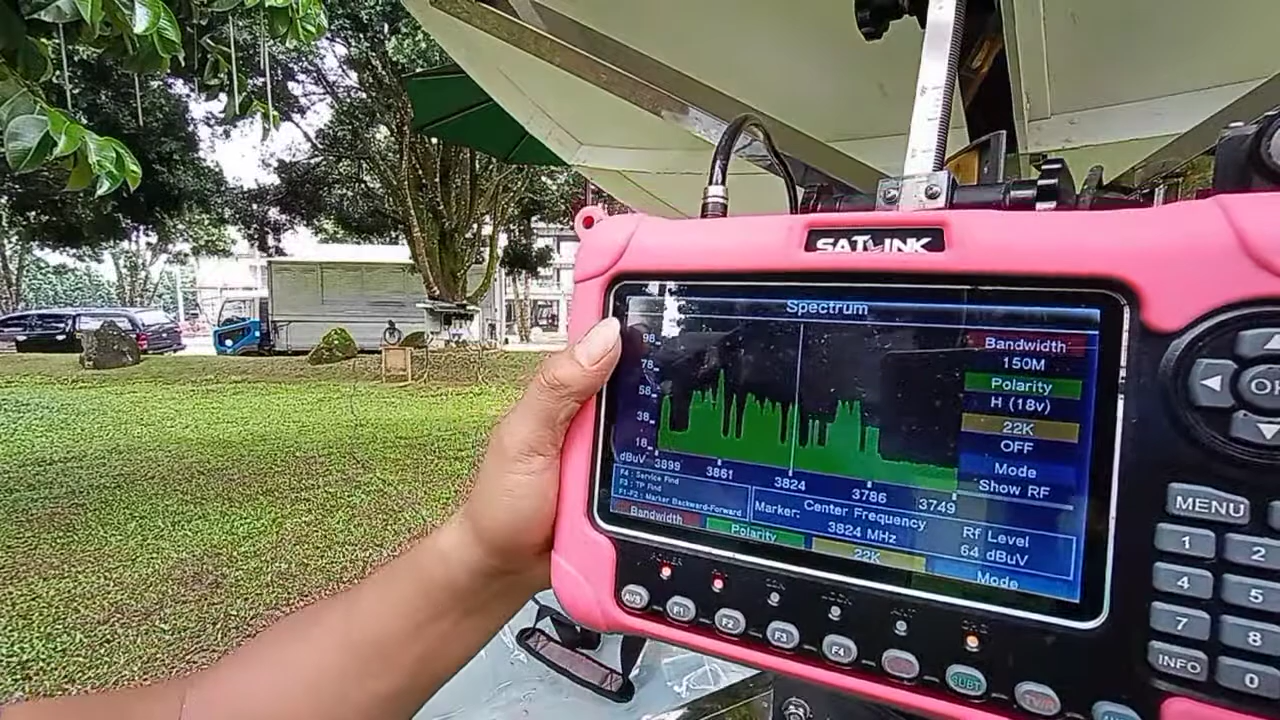 SATLINK
Spectrum
98
78
58
38
18
dBuV 3899 3861 3824 3786 3749
Bandwidth
150M
Polarity
H (18v)
22K
OFF
Mode
Show RF
F4 : Service Find
F3 : TP Find
F1-F2 : Marker Backward-Forward
Marker: Center Frequency
3824 MHz
Rf Level
64 dBuV
Bandwidth Polarity 22K Mode
POWER
AV/S F1 F2 F3 F4 SUBT TV/R
OK
MENU
1 2
4 5
7 8
INFO 0